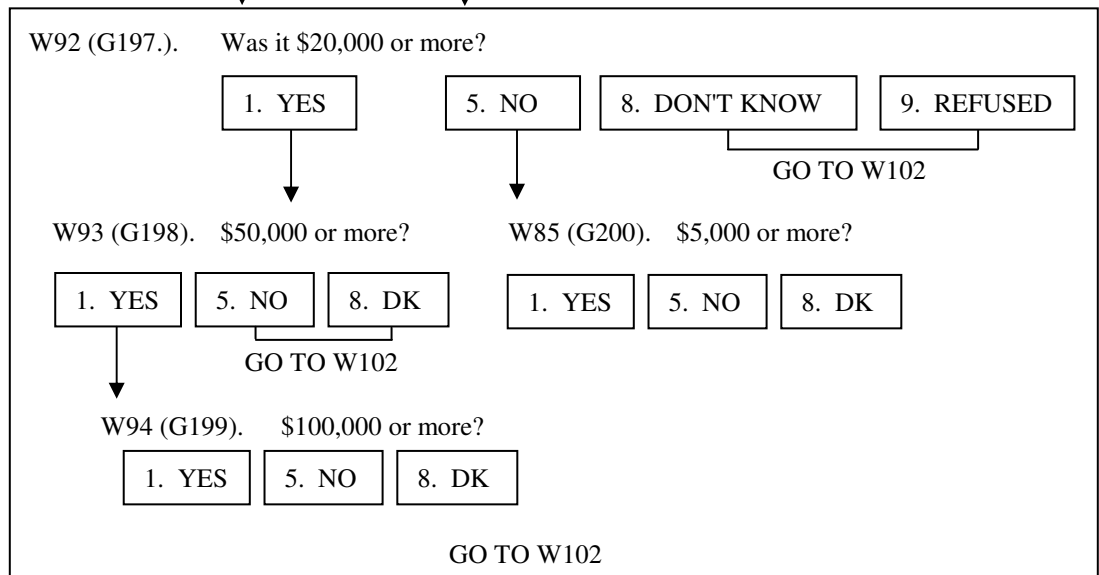 W92 (G197.). Was it $20,000 or more?
1. YES 5. NO 8. DON'T KNOW 9. REFUSED
GO TO W102
W93 (G198). $50,000 or more? W85 (G200). $5,000 or more?
1. YES 5. NO 8. DK 1. YES 5. NO 8. DK
GO TO W102
W94 (G199). $100,000 or more?
1. YES 5. NO 8. DK
GO TO W102